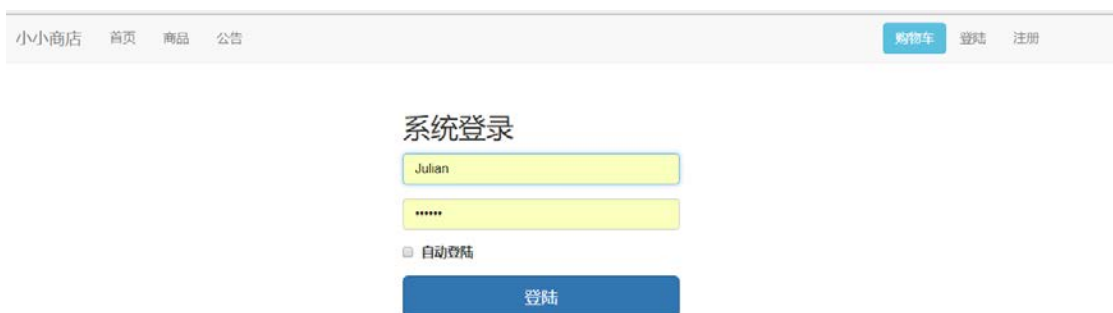 小小商店 首页 商品 公告 购物车 登陆 注册
系统登录
Julian
••••••
自动登陆
登陆